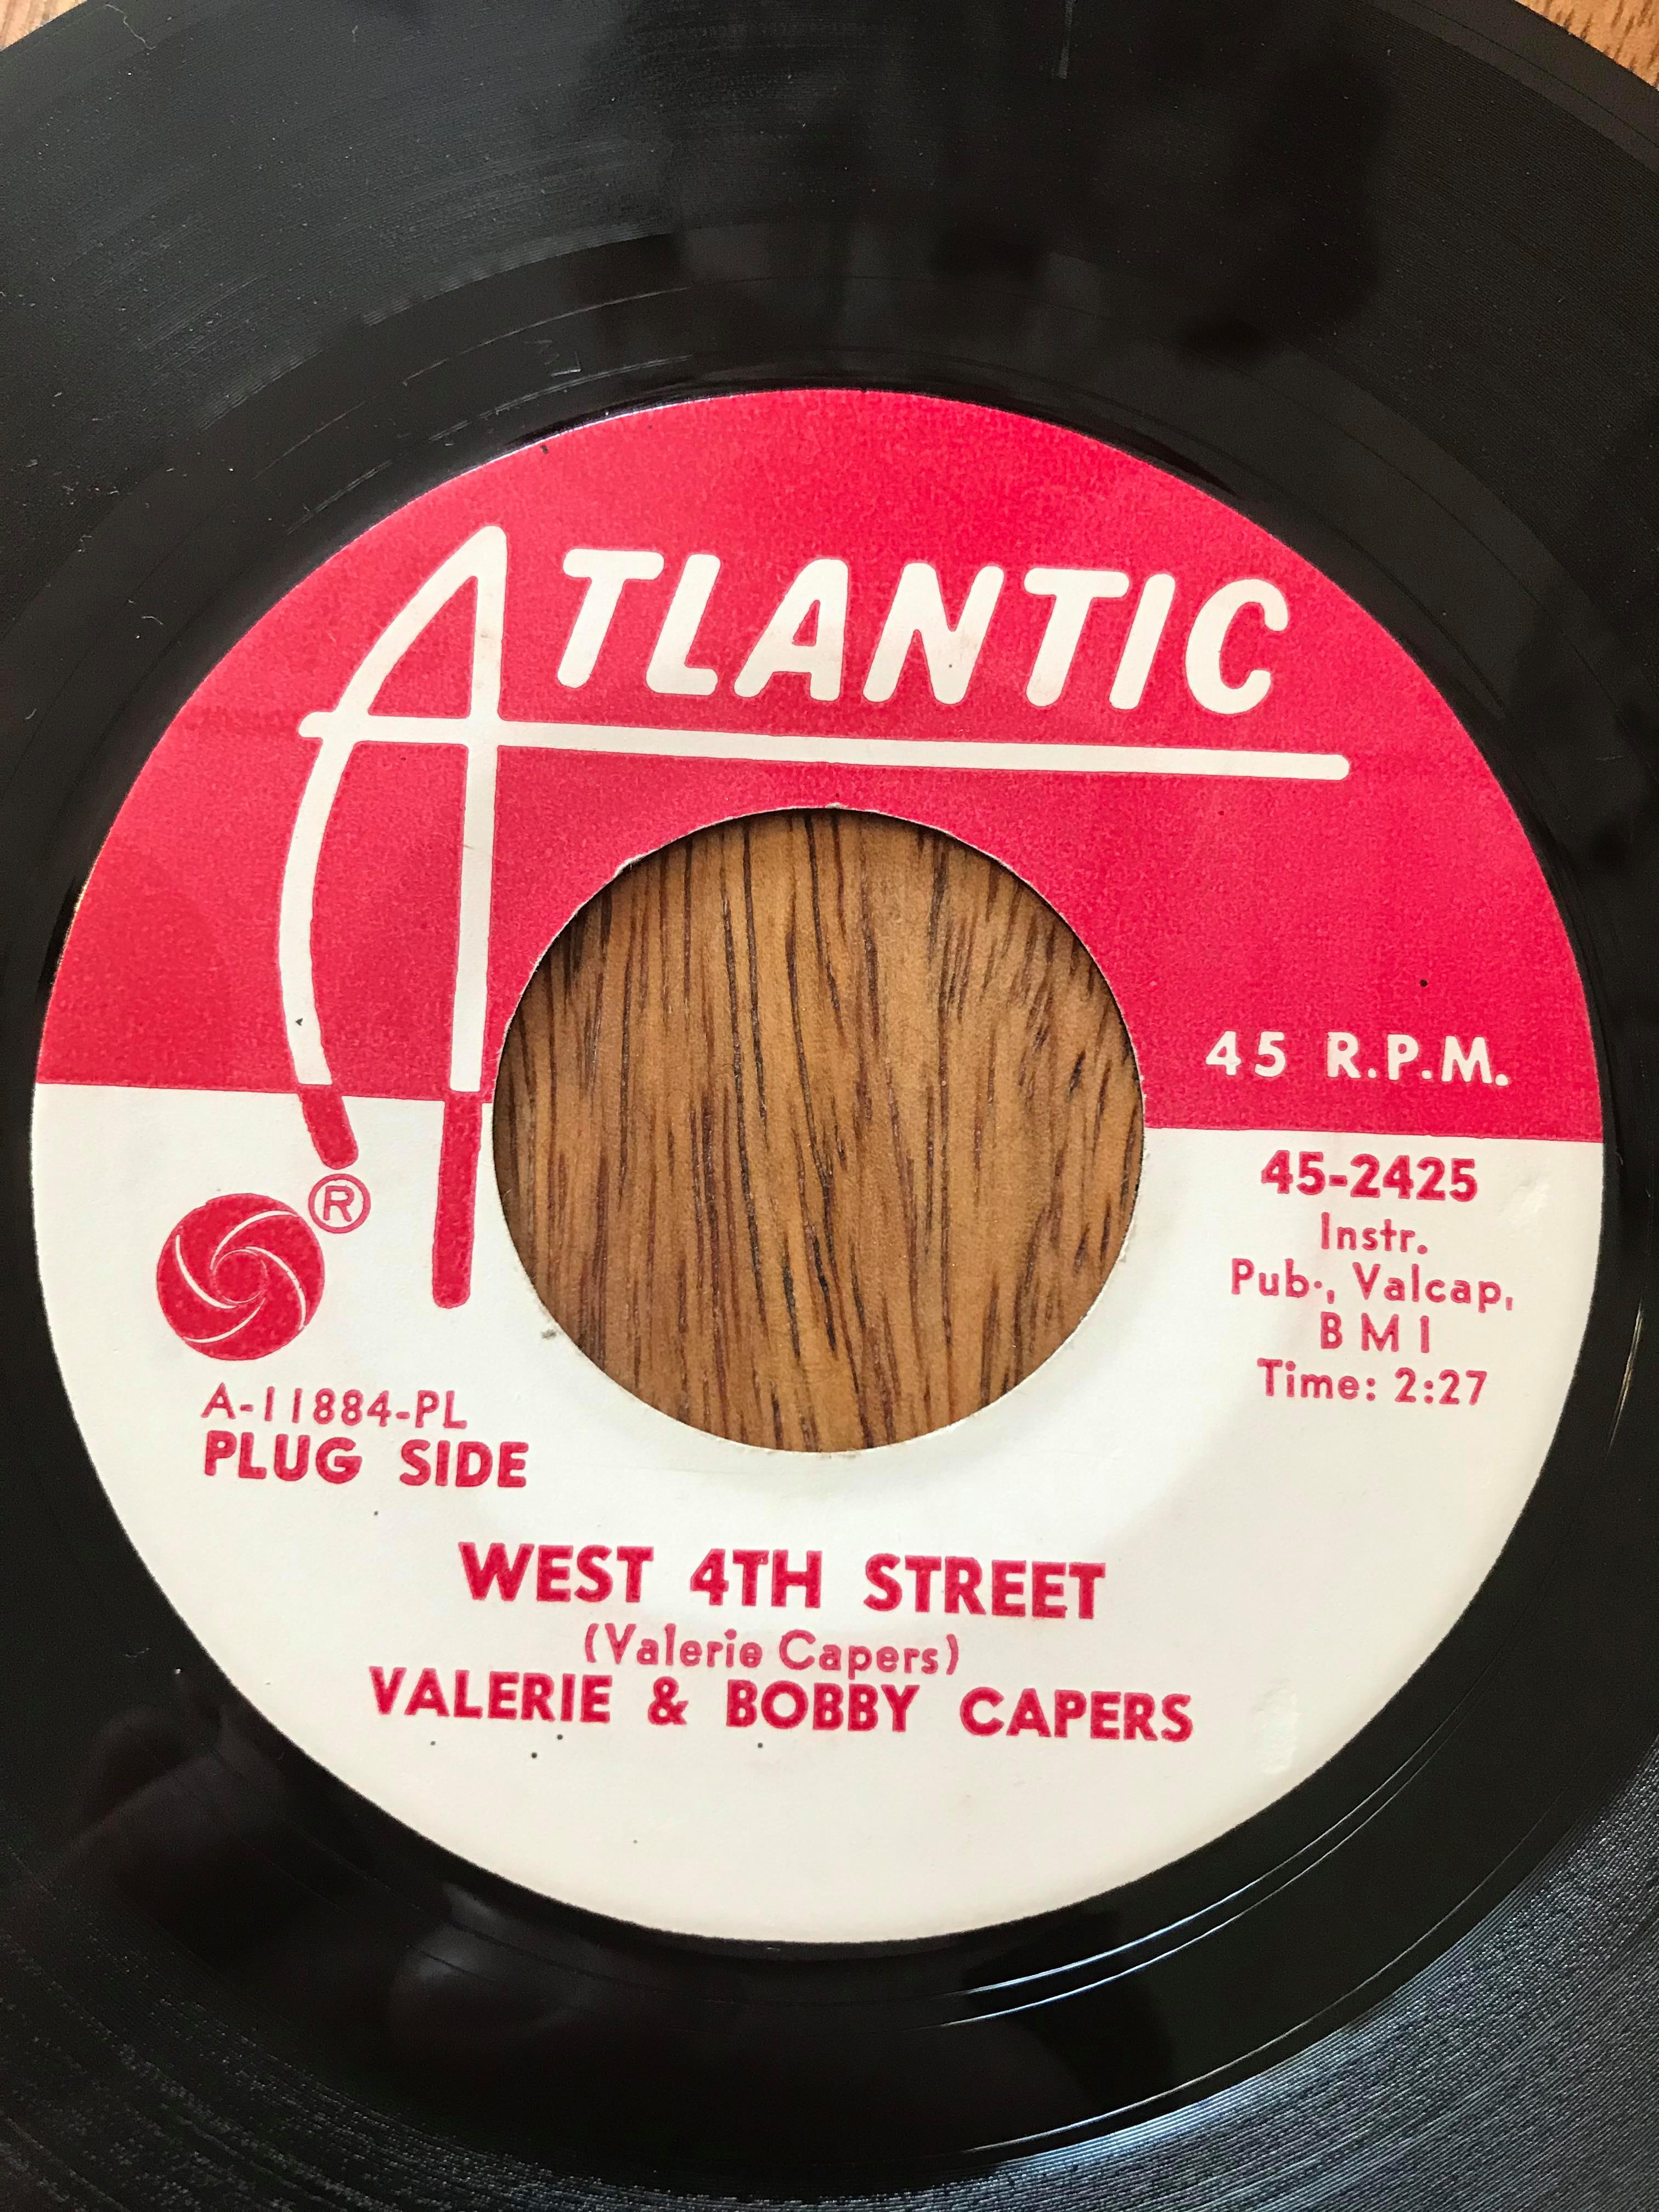 ATLANTIC
45 R.P.M.
45-2425
Instr.
Pub., Valcap,
BMI
Time: 2:27
®
A-11884-PL
PLUG SIDE
WEST 4TH STREET
(Valerie Capers)
VALERIE & BOBBY CAPERS